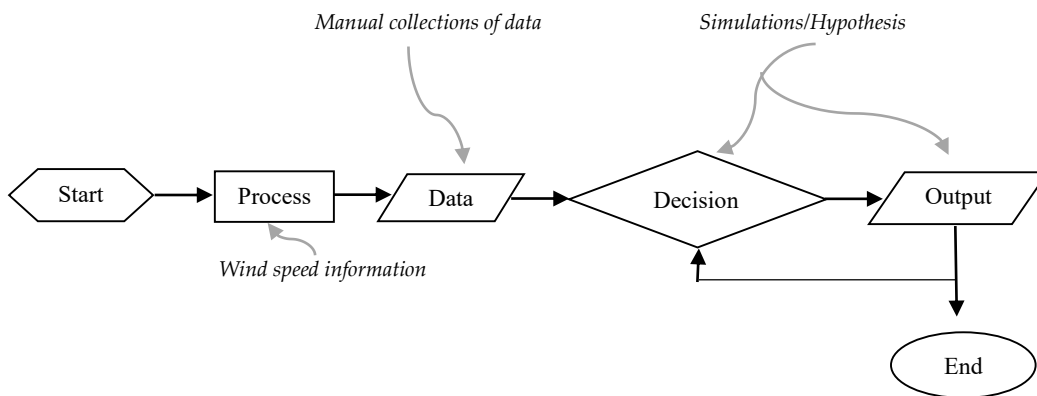 Manual collections of data
Simulations/Hypothesis
Start
Process
Data
Decision
Output
Wind speed information
End